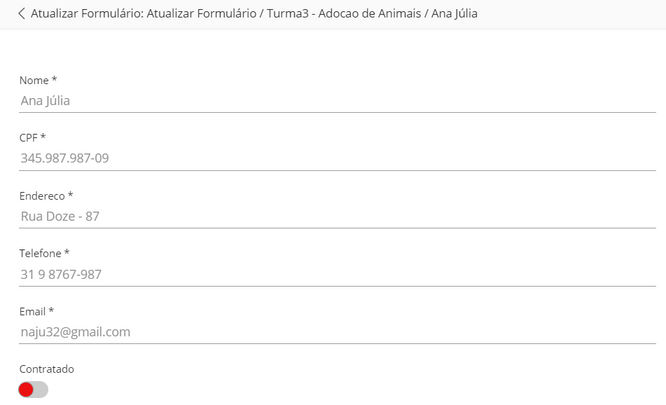 Atualizar Formulário: Atualizar Formulário / Turma3 - Adocao de Animais / Ana Júlia
Nome *
Ana Júlia
CPF *
345.987.987-09
Endereco *
Rua Doze - 87
Telefone *
31 9 8767-987
Email *
naju32@gmail.com
Contratado